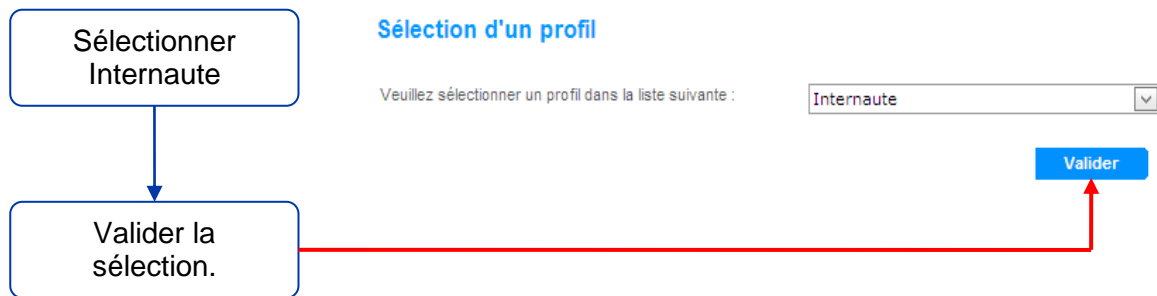 Sélectionner
Internaute
Sélection d'un profil
Veuillez sélectionner un profil dans la liste suivante :
Internaute
Valider
Valider la
sélection.